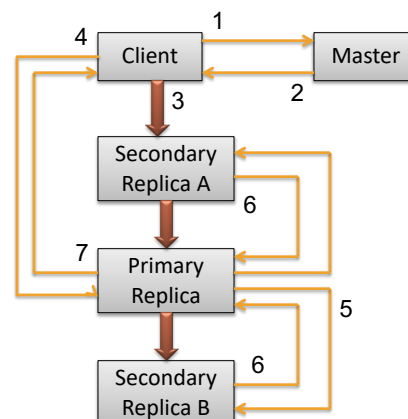 4
1
Client
Master
2
3
Secondary
Replica A
6
7
Primary
Replica
5
6
Secondary
Replica B